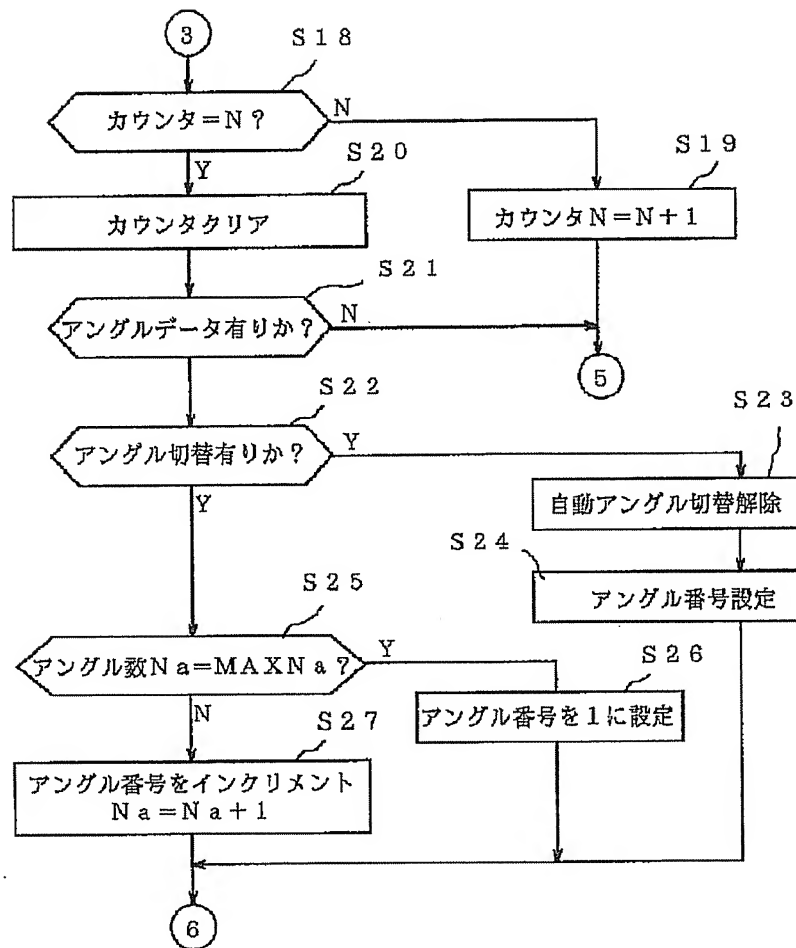 3
S18
カウンタ=N?
N
Y
S20
S19
カウンタクリア
カウンタN=N+1
S21
アングルデータ有りか?
N
5
S22
S23
アングル切替有りか?
Y
Y
自動アングル切替解除
S24
アングル番号設定
S25
アングル数Na=MAXNa?
Y
S26
N
アングル番号を1に設定
S27
アングル番号をインクリメント
Na=Na+1
6